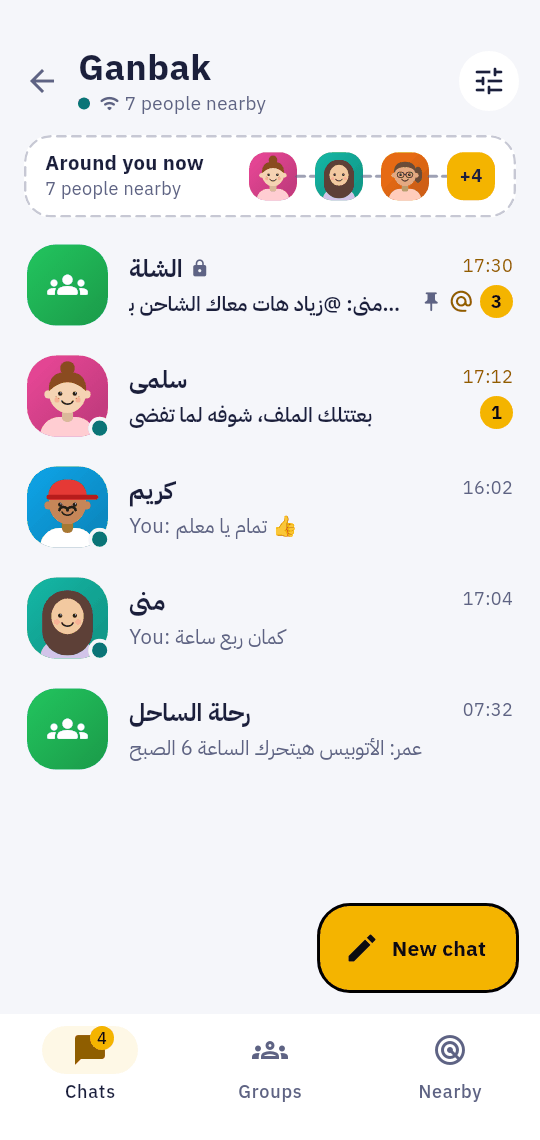 Ganbak
7 people nearby
Around you now
7 people nearby
+4
الشلة
17:30
منى: @زياد هات معاك الشاحن ب...
3
سلمى
17:12
بعتتلك الملف، شوفه لما تفضى
1
كريم
16:02
You: تمام يا معلم 👍
منى
17:04
You: كمان ربع ساعة
رحلة الساحل
07:32
عمر: الأتوبيس هيتحرك الساعة 6 الصبح
New chat
4
Chats
Groups
Nearby